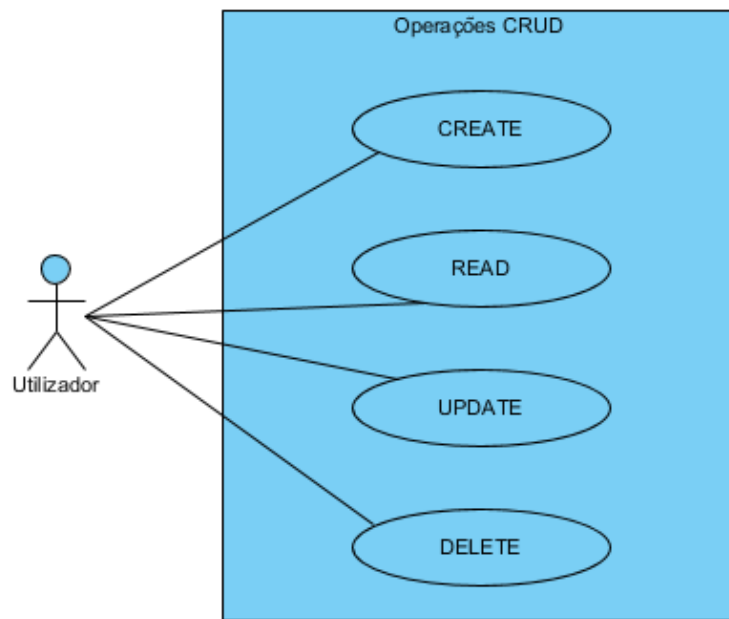 Operações CRUD
CREATE
READ
Utilizador
UPDATE
DELETE